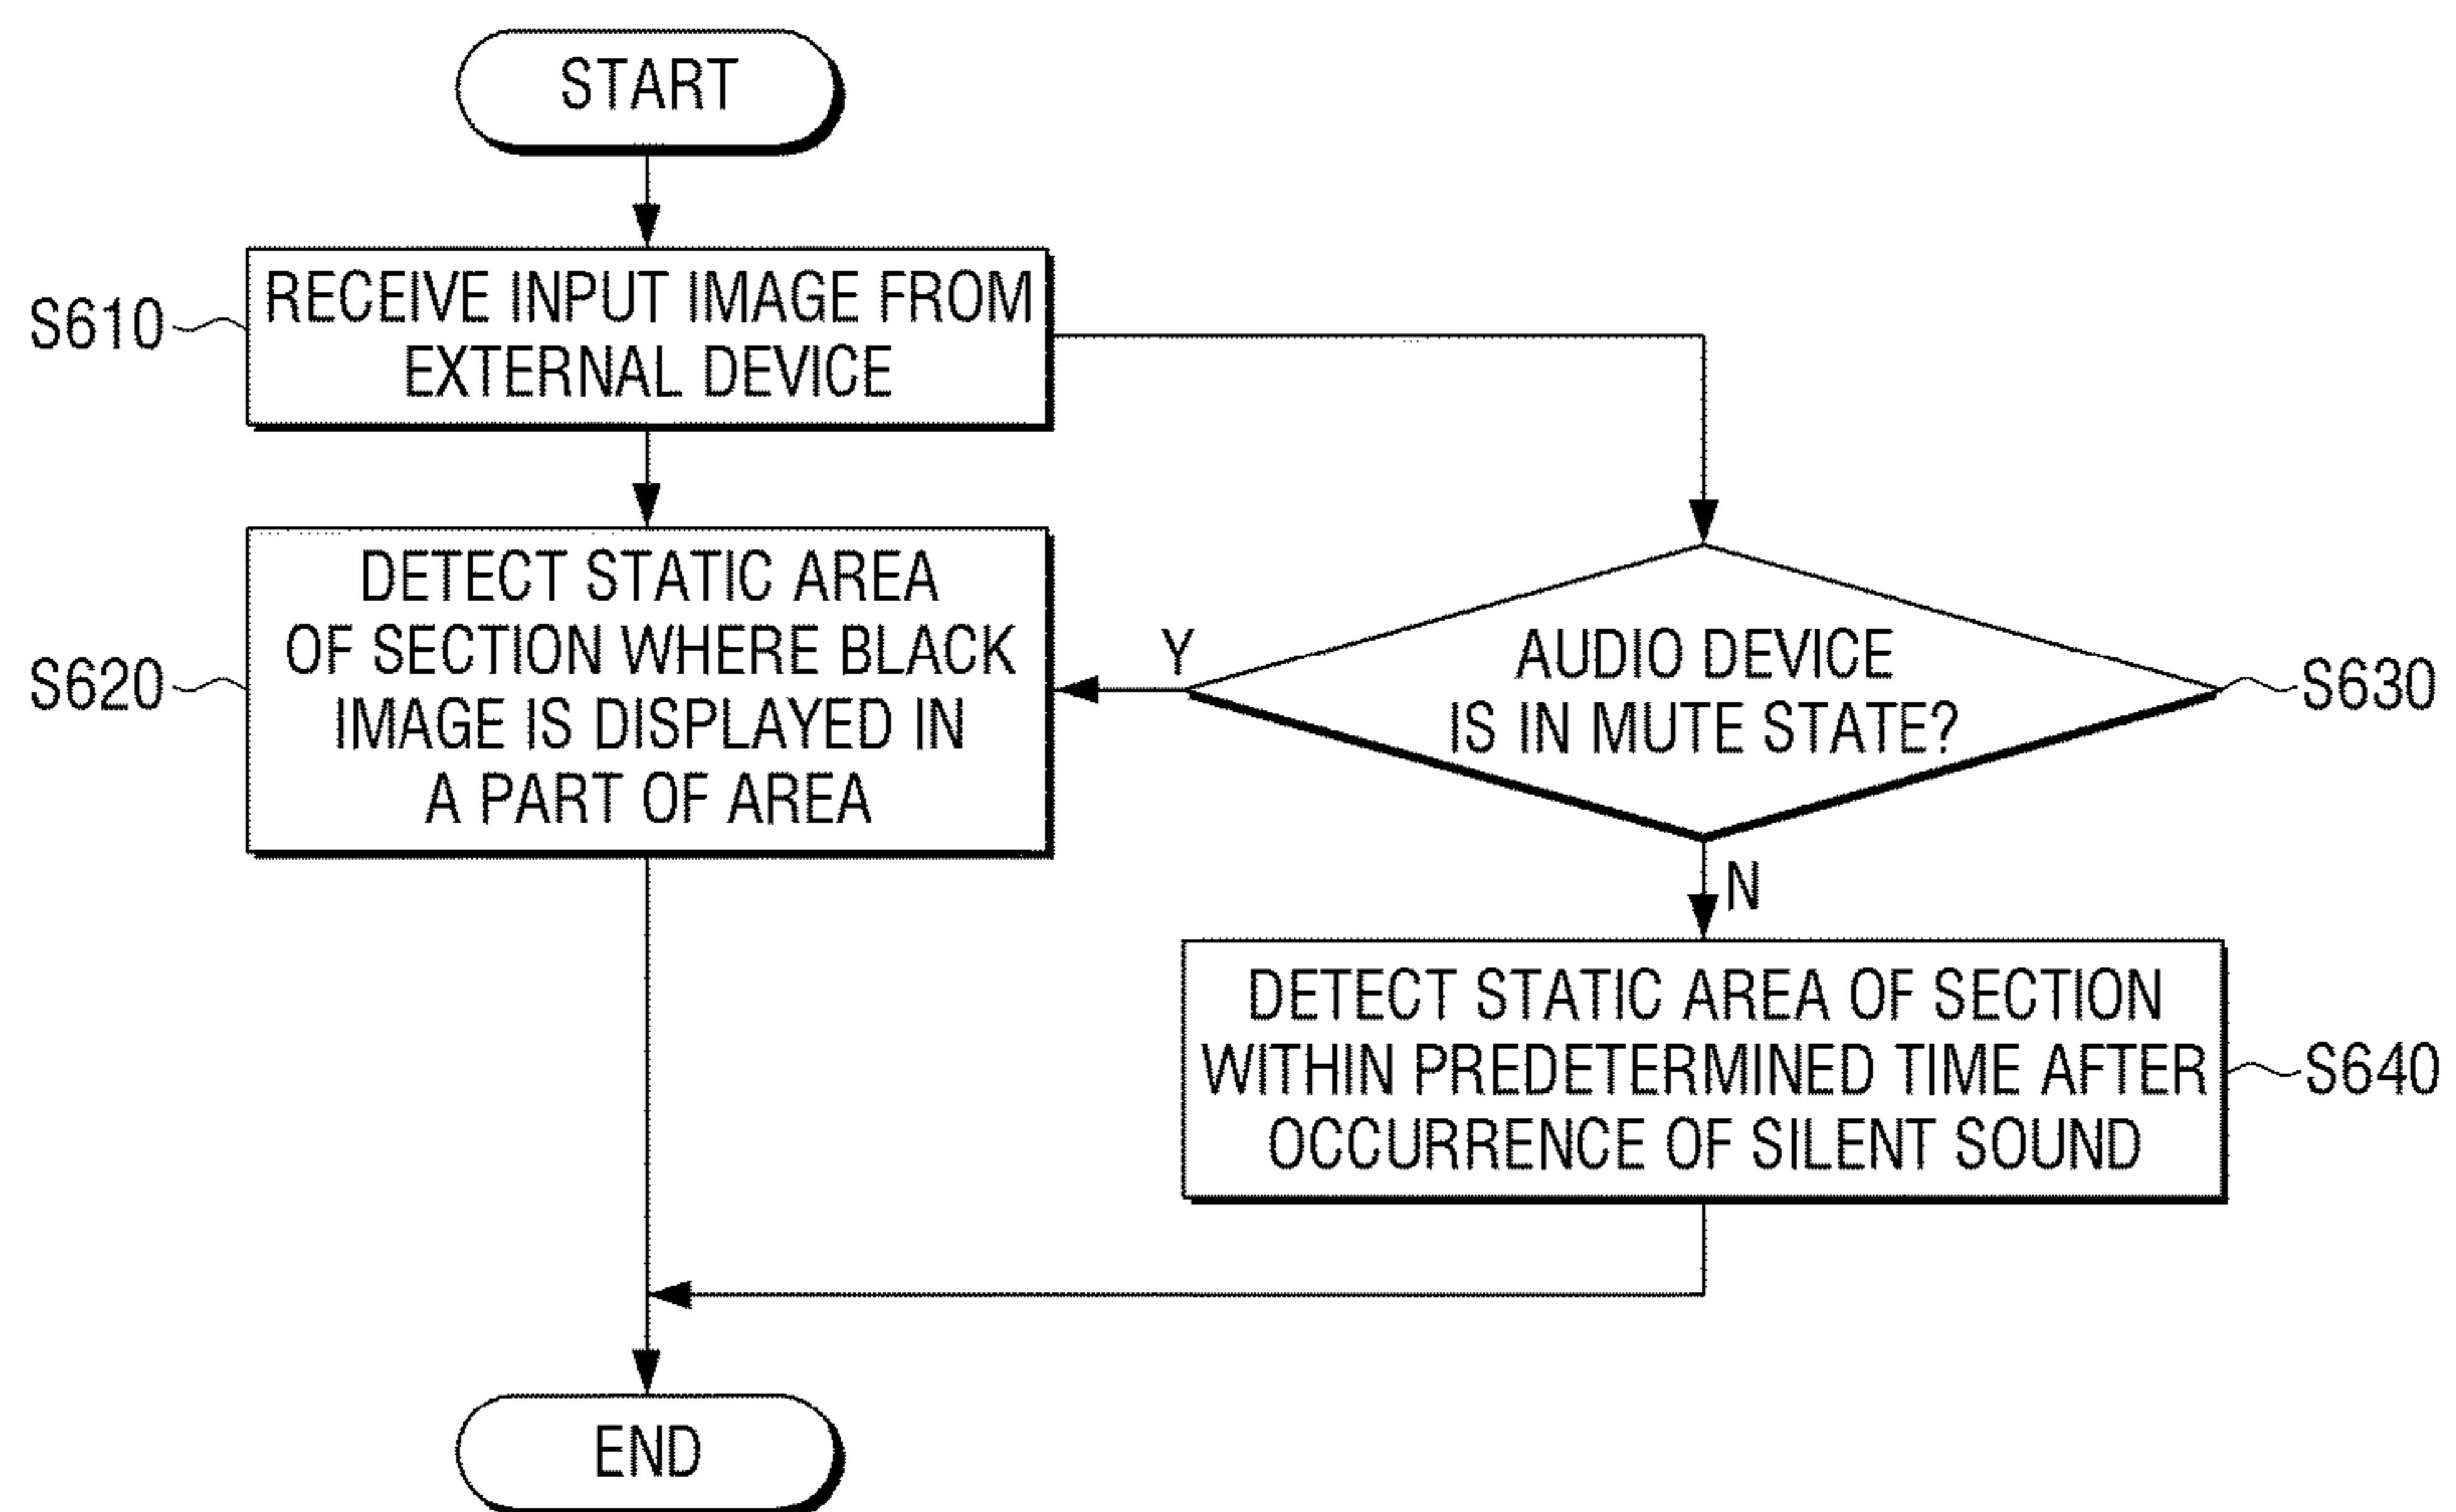 START
S610
RECEIVE INPUT IMAGE FROM
EXTERNAL DEVICE
S620
DETECT STATIC AREA
OF SECTION WHERE BLACK
IMAGE IS DISPLAYED IN
A PART OF AREA
Y
AUDIO DEVICE
IS IN MUTE STATE?
S630
N
DETECT STATIC AREA OF SECTION
WITHIN PREDETERMINED TIME AFTER
OCCURRENCE OF SILENT SOUND
S640
END